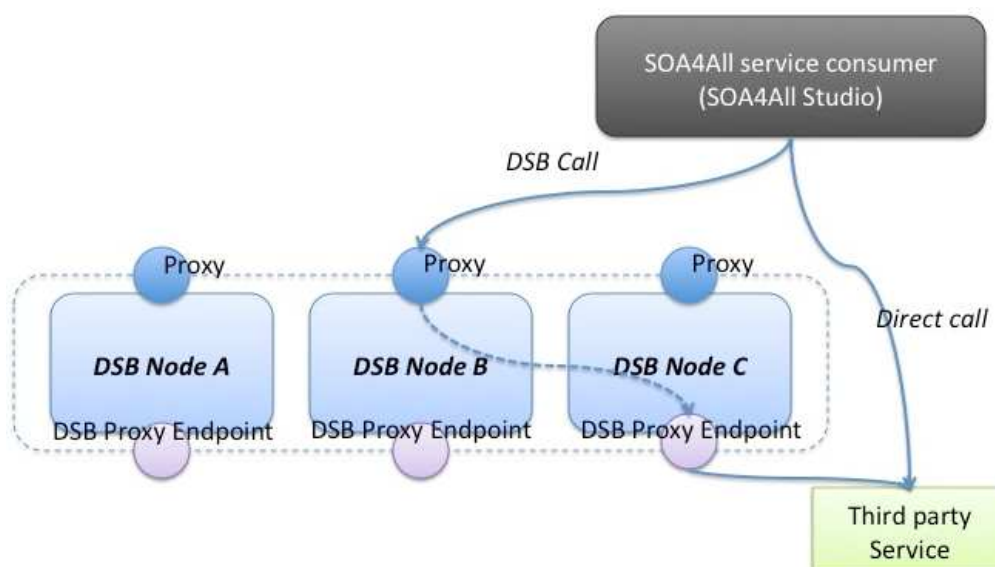 SOA4All service consumer
(SOA4All Studio)
DSB Call
Proxy
Proxy
Proxy
Direct call
DSB Node A
DSB Node B
DSB Node C
DSB Proxy Endpoint
DSB Proxy Endpoint
DSB Proxy Endpoint
Third party
Service